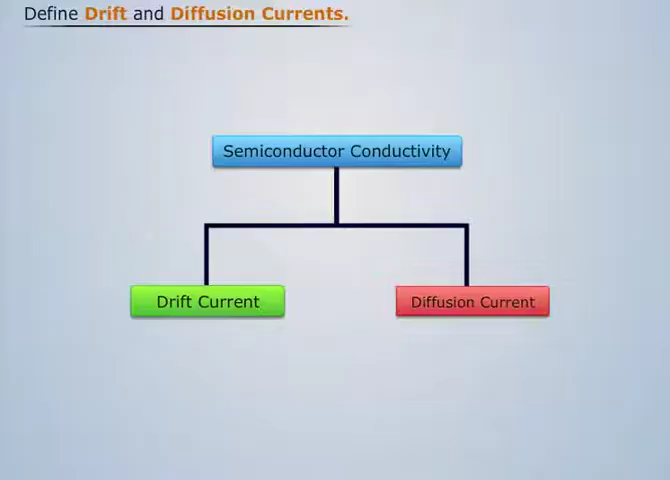 Define Drift and Diffusion Currents.
Semiconductor Conductivity
Drift Current
Diffusion Current